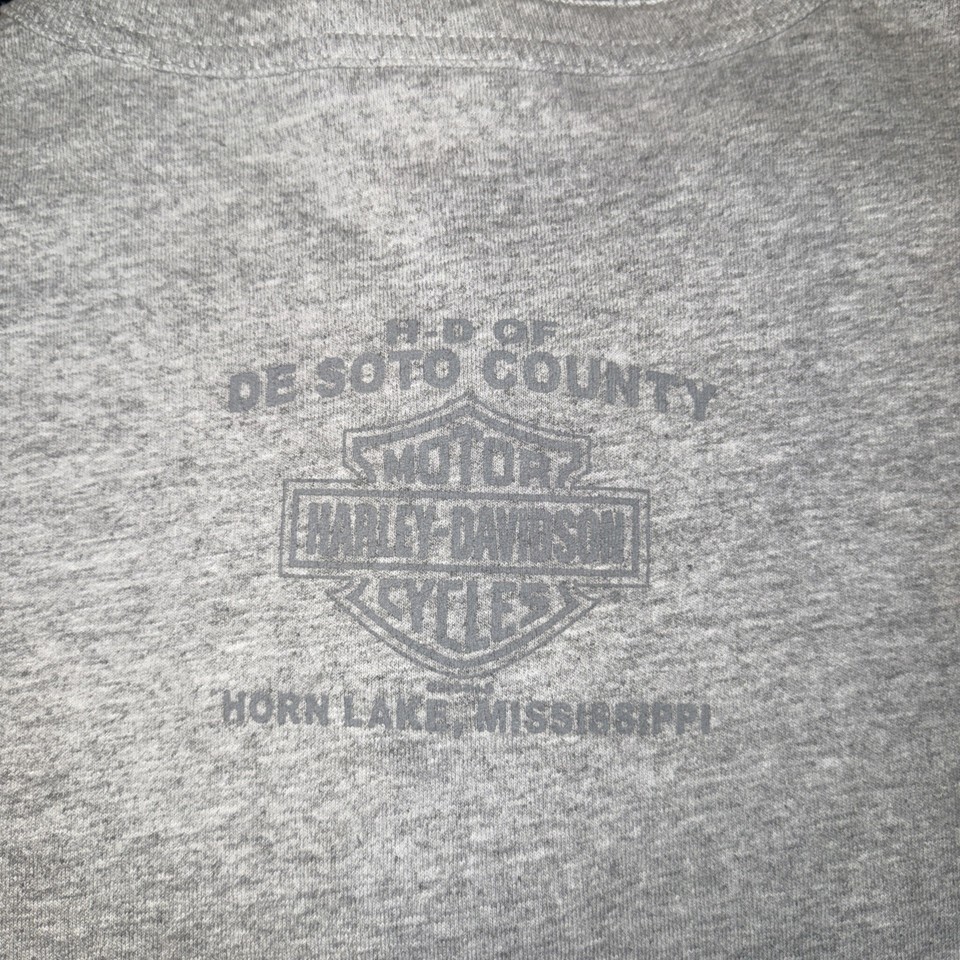 H-D OF
DE SOTO COUNTY
MOTOR
HARLEY-DAVIDSON
CYCLES
HORN LAKE, MISSISSIPPI